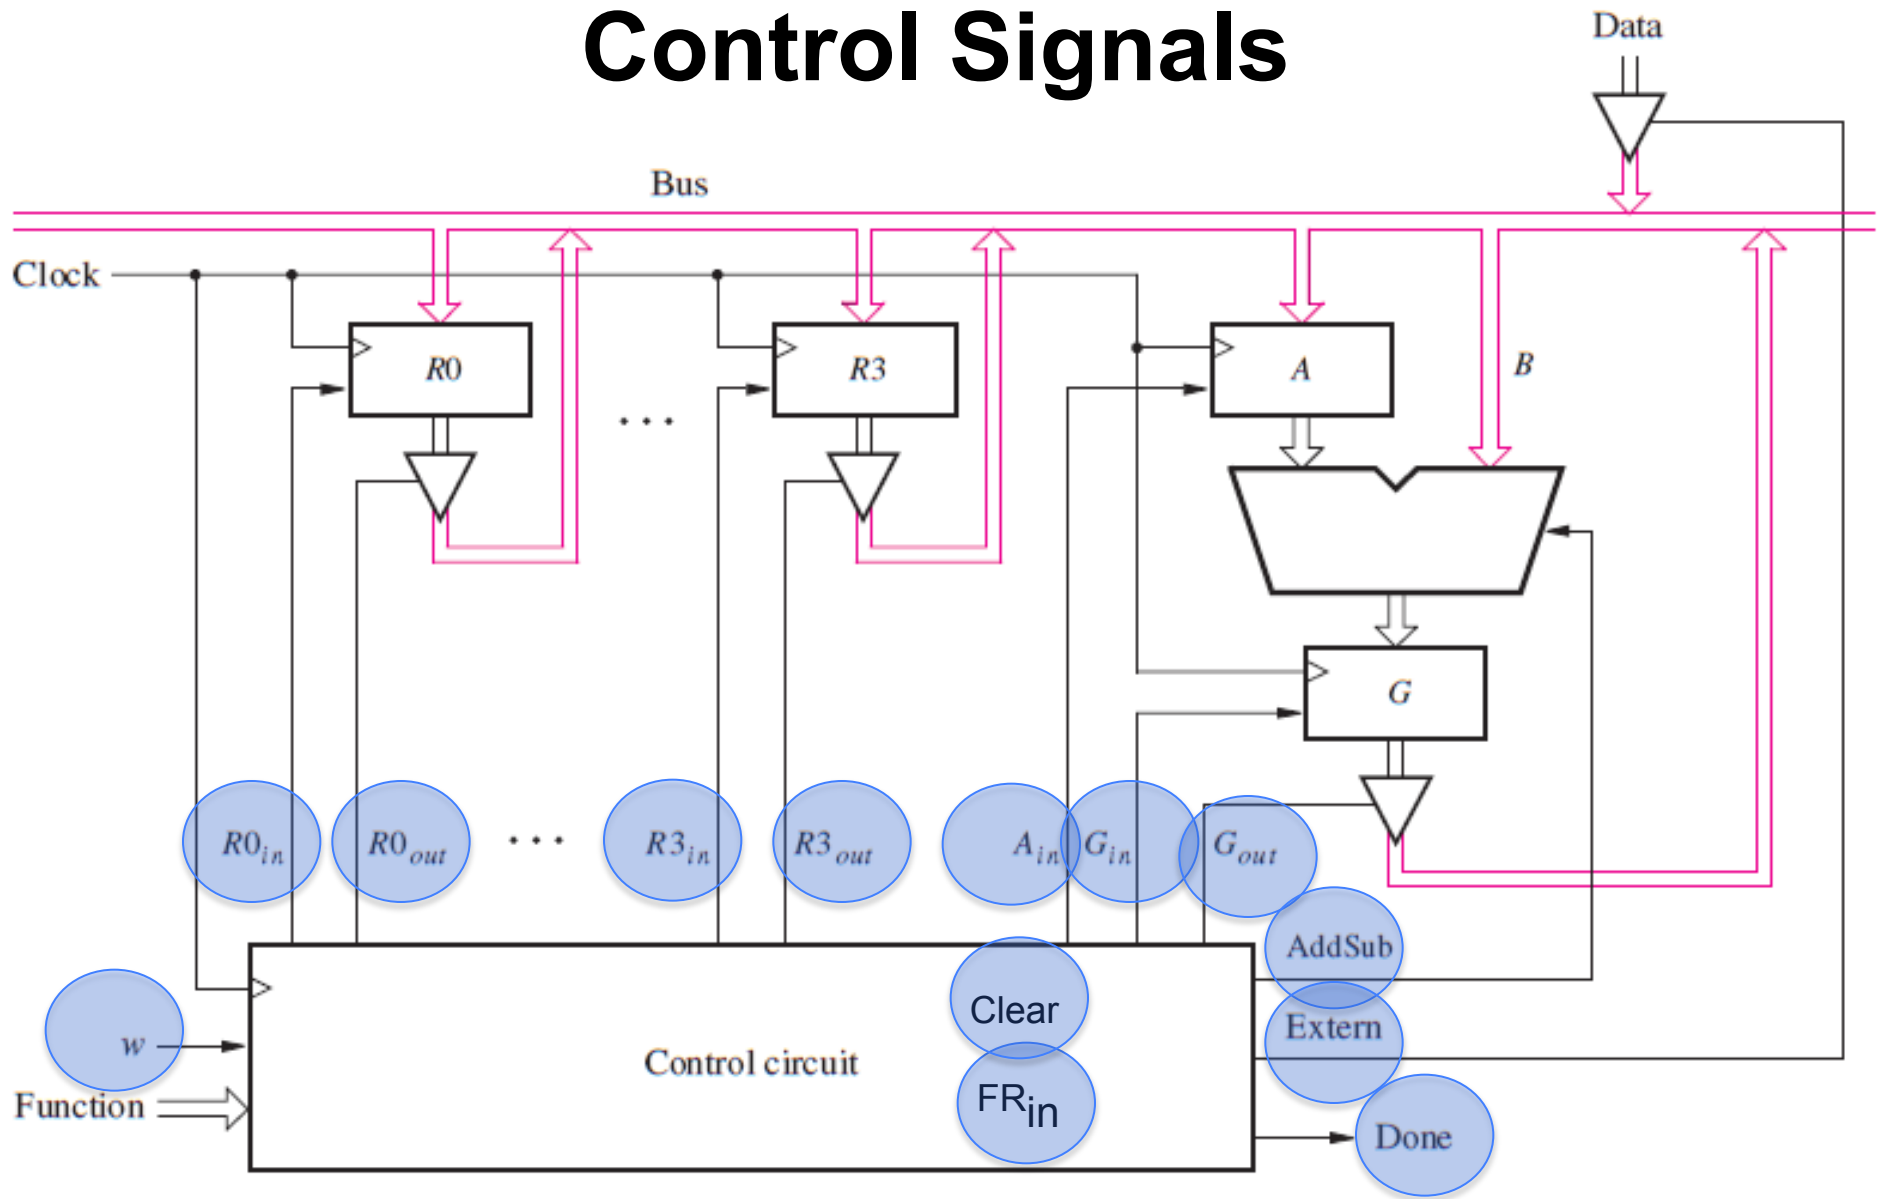 Control Signals
Data
Bus
Clock
R0
R3
A
B
...
G
R0in
R0out
...
R3in
R3out
Ain
Gin
Gout
AddSub
Clear
Extern
w
Control circuit
FRin
Function
Done